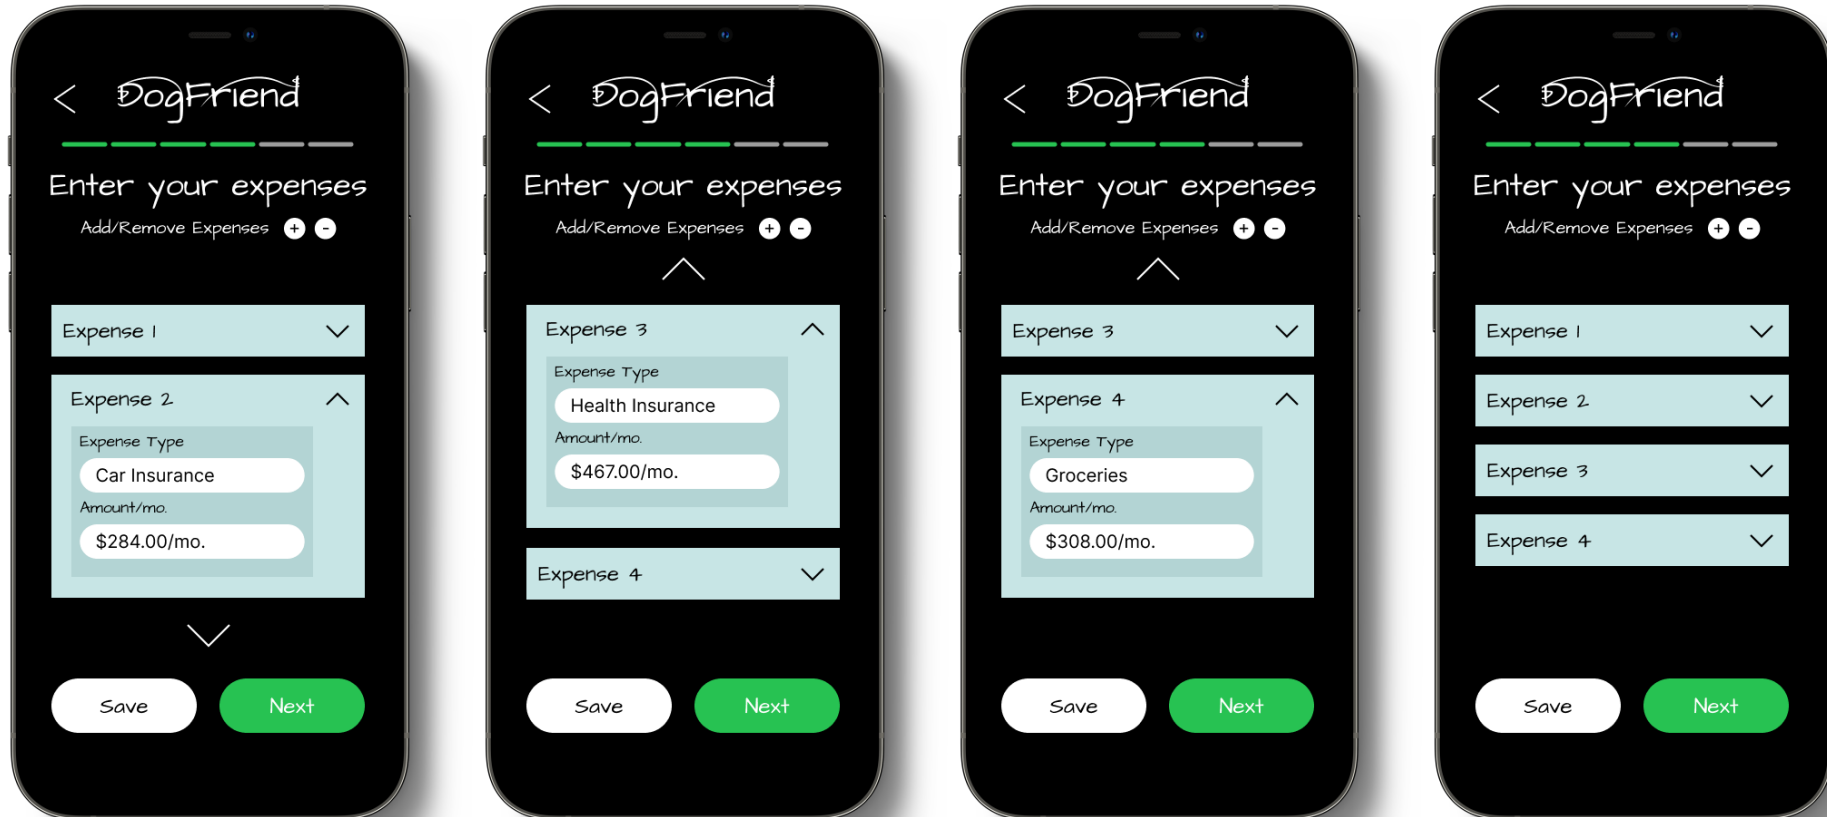 DogFriend
Enter your expenses
Add/Remove Expenses + -
Expense 1
Expense 2
Expense Type
Car Insurance
Amount/mo.
$284.00/mo.
Save Next
DogFriend
Enter your expenses
Add/Remove Expenses + -
Expense 3
Expense Type
Health Insurance
Amount/mo.
$467.00/mo.
Expense 4
Save Next
DogFriend
Enter your expenses
Add/Remove Expenses + -
Expense 3
Expense 4
Expense Type
Groceries
Amount/mo.
$308.00/mo.
Save Next
DogFriend
Enter your expenses
Add/Remove Expenses + -
Expense 1
Expense 2
Expense 3
Expense 4
Save Next